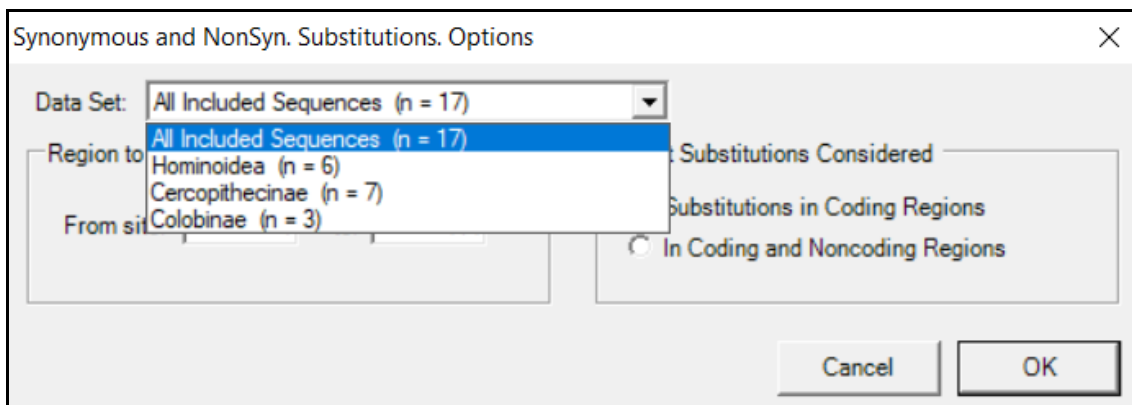 Synonymous and NonSyn. Substitutions. Options
Data Set: All Included Sequences (n = 17)
All Included Sequences (n = 17)
Hominoidea (n = 6)
Cercopithecinae (n = 7)
Colobinae (n = 3)
Region to
From sit
Substitutions Considered
Substitutions in Coding Regions
In Coding and Noncoding Regions
Cancel
OK